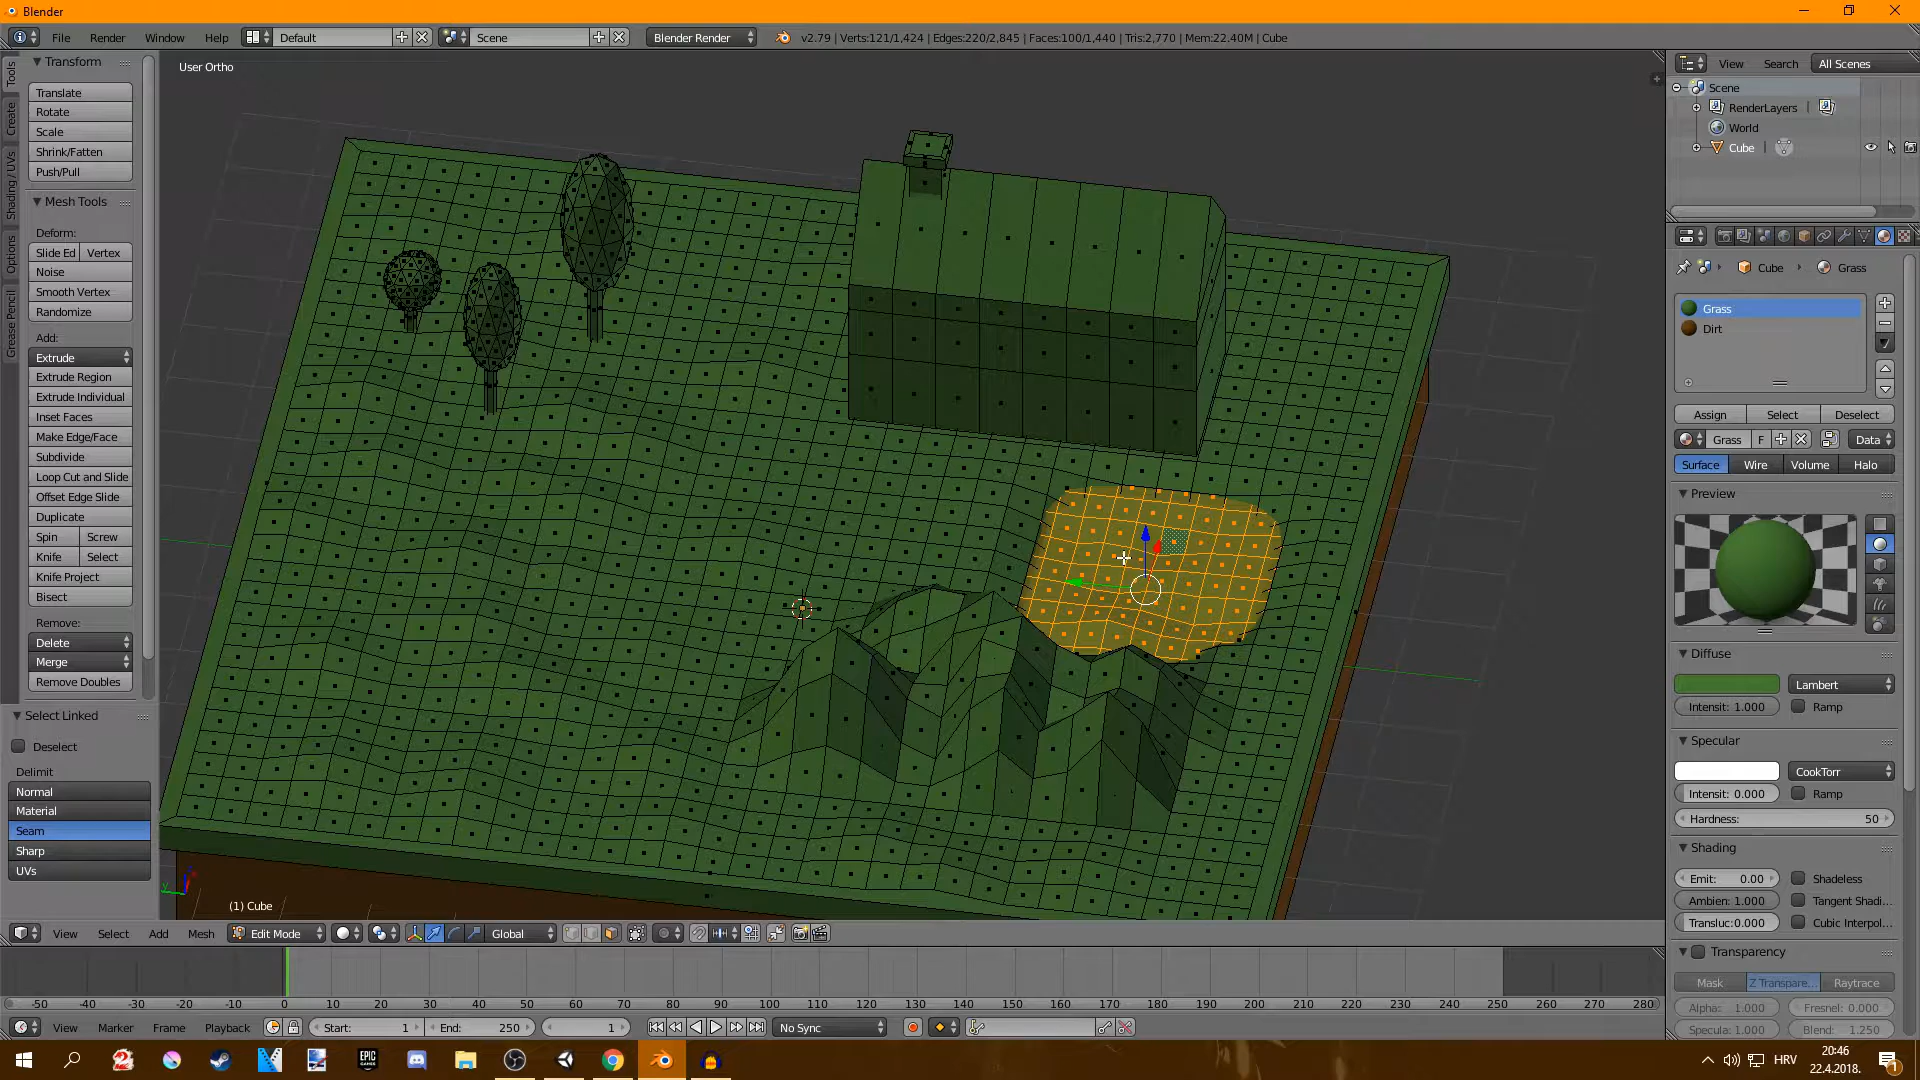 Blender
File Render Window Help Default Scene Blender Render v2.79 | Verts:121/1,424 | Edges:220/2,845 | Faces:100/1,440 | Tris:2,770 | Mem:22.40M | Cube
Tools
Create
Shading / UVs
Options
Grease Pencil
Transform
Translate
Rotate
Scale
Shrink/Fatten
Push/Pull
Mesh Tools
Deform:
Slide Ed Vertex
Noise
Smooth Vertex
Randomize
Add:
Extrude
Extrude Region
Extrude Individual
Inset Faces
Make Edge/Face
Subdivide
Loop Cut and Slide
Offset Edge Slide
Duplicate
Spin Screw
Knife Select
Knife Project
Bisect
Remove:
Delete
Merge
Remove Doubles
Select Linked
Deselect
Delimit
Normal
Material
Seam
Sharp
UVs
User Ortho
(1) Cube
View Select Add Mesh Edit Mode Global
View Search All Scenes
Scene
RenderLayers |
World
Cube |
Cube Grass
Grass
Dirt
Assign Select Deselect
Grass F Data
Surface Wire Volume Halo
Preview
Diffuse
Lambert
Intensit: 1.000 Ramp
Specular
CookTorr
Intensit: 0.000 Ramp
Hardness: 50
Shading
Emit: 0.00 Shadeless
Ambien: 1.000 Tangent Shadi...
Transluc:0.000 Cubic Interpol...
Transparency
Mask Z Transpare... Raytrace
Alpha: 1.000 Fresnel: 0.000
Specula: 1.000 Blend: 1.250
-50 -40 -30 -20 -10 0 10 20 30 40 50 60 70 80 90 100 110 120 130 140 150 160 170 180 190 200 210 220 230 240 250 260 270 280
View Marker Frame Playback Start: 1 End: 250 1 No Sync
EPIC
GAMES
HRV
20:46
22.4.2018.
1